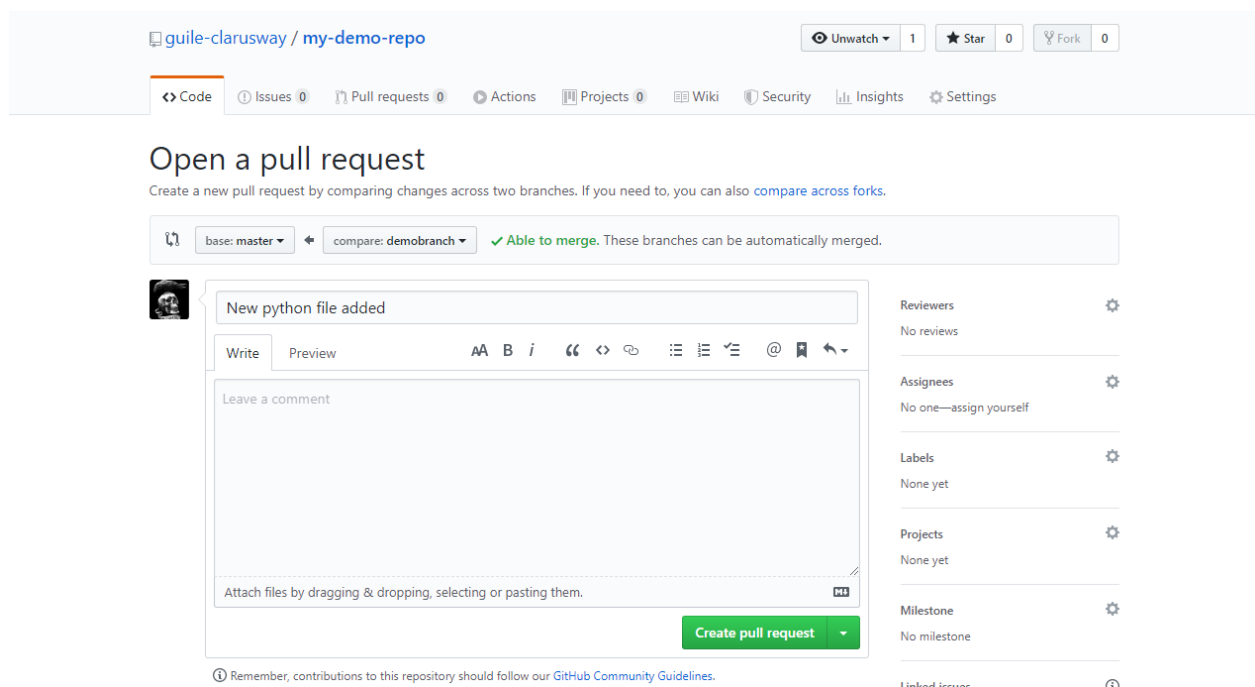 guile-clarusway / my-demo-repo
Unwatch 1 Star 0 Fork 0
Code Issues 0 Pull requests 0 Actions Projects 0 Wiki Security Insights Settings
Open a pull request
Create a new pull request by comparing changes across two branches. If you need to, you can also compare across forks.
base: master compare: demobranch Able to merge. These branches can be automatically merged.
New python file added
Write Preview AA B i @
Leave a comment
Attach files by dragging & dropping, selecting or pasting them.
Create pull request
Remember, contributions to this repository should follow our GitHub Community Guidelines.
Reviewers
No reviews
Assignees
No one—assign yourself
Labels
None yet
Projects
None yet
Milestone
No milestone
Linked issues